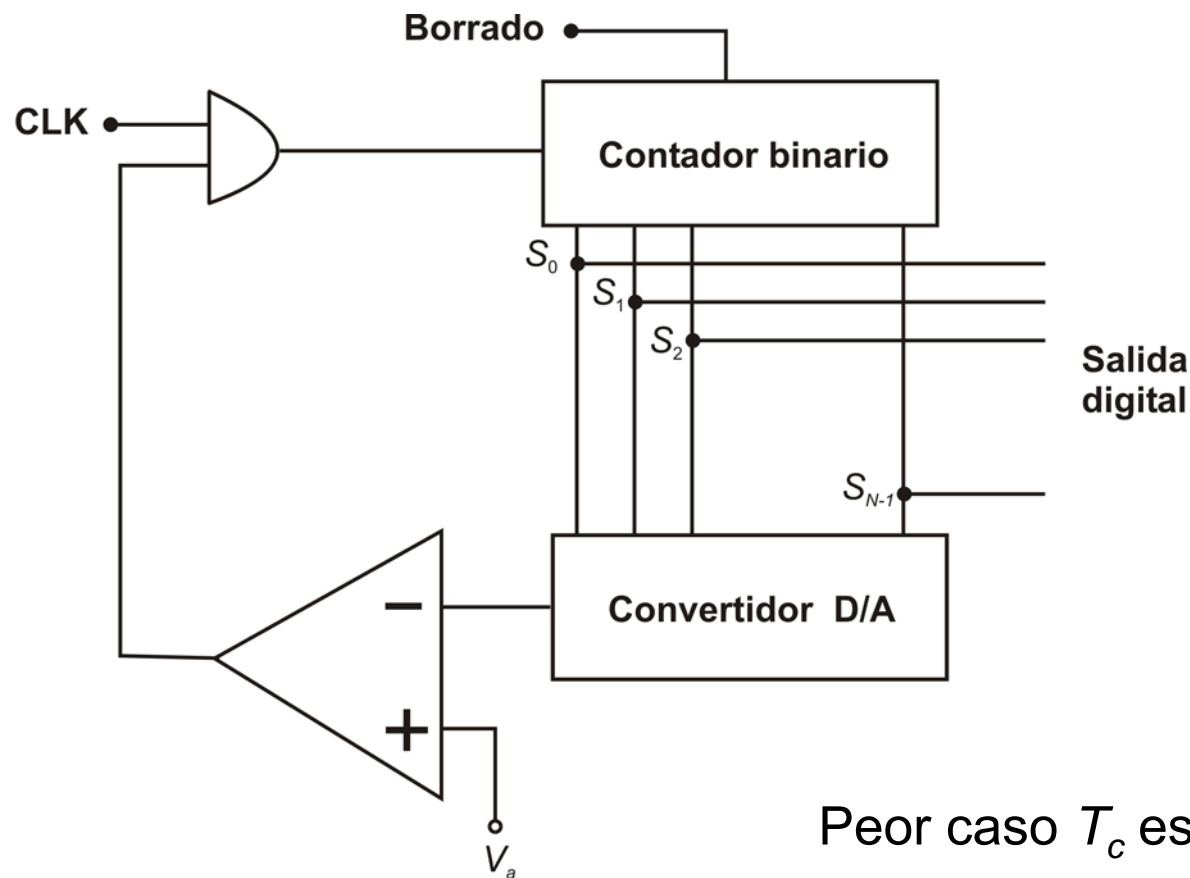 Borrado
CLK
Contador binario
S0
S1
S2
Salida
digital
SN-1
Convertidor D/A
−
+
Va
Peor caso Tc es